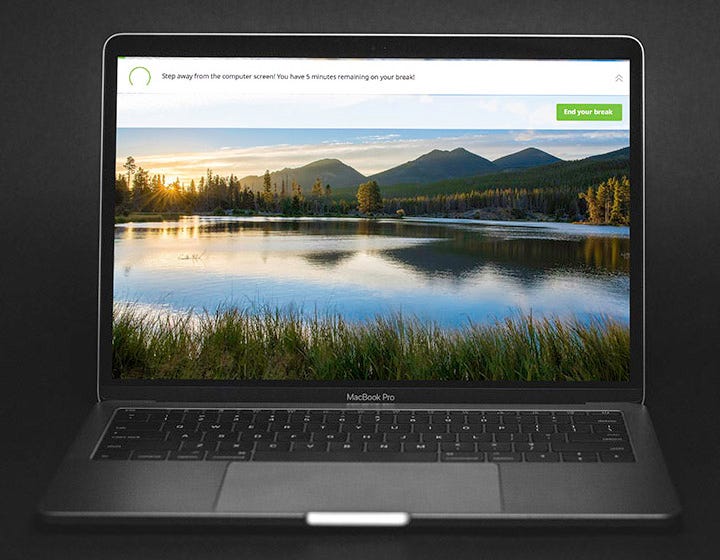 Step away from the computer screen! You have 5 minutes remaining on your break!
End your break
MacBook Pro